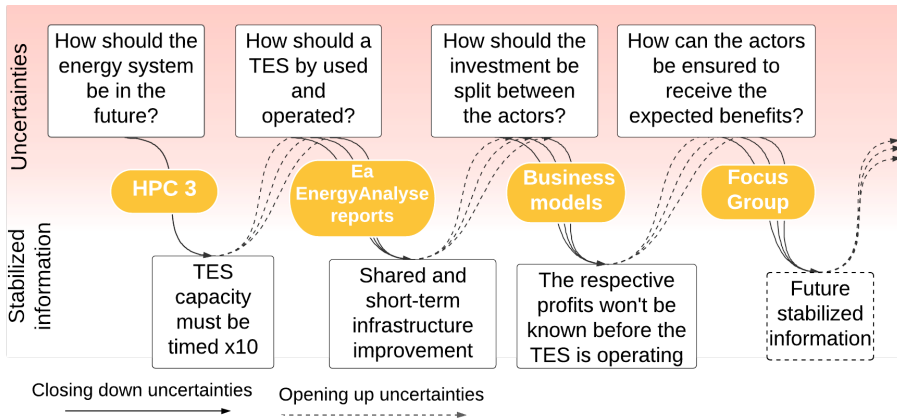 Uncertainties
How should the
energy system
be in the
future?
How should a
TES by used
and
operated?
How should the
investment be
split between
the actors?
How can the actors
be ensured to
receive the
expected benefits?
HPC 3
Ea
EnergyAnalyse
reports
Business
models
Focus
Group
Stabilized
information
TES
capacity
must be
timed x10
Shared and
short-term
infrastructure
improvement
The respective
profits won't be
known before the
TES is operating
Future
stabilized
information
Closing down uncertainties
Opening up uncertainties